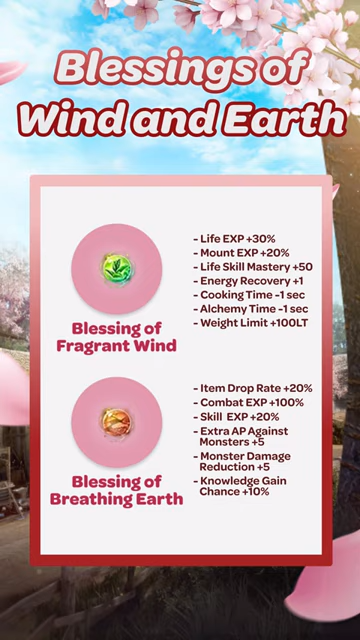 Blessings of
Wind and Earth
Blessing of
Fragrant Wind
- Life EXP +30%
- Mount EXP +20%
- Life Skill Mastery +50
- Energy Recovery +1
- Cooking Time -1 sec
- Alchemy Time -1 sec
- Weight Limit +100LT
Blessing of
Breathing Earth
- Item Drop Rate +20%
- Combat EXP +100%
- Skill EXP +20%
- Extra AP Against
Monsters +5
- Monster Damage
Reduction +5
- Knowledge Gain
Chance +10%